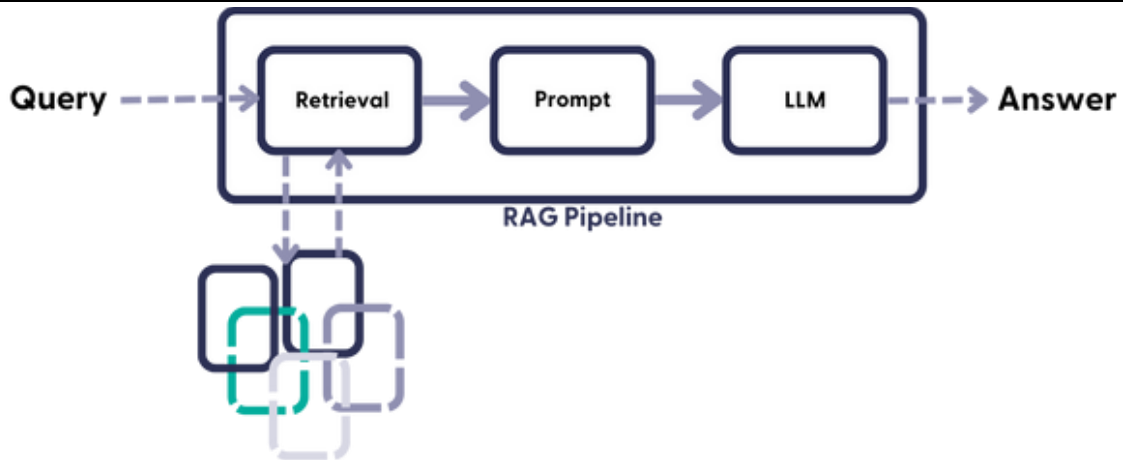 Query
Retrieval
Prompt
LLM
Answer
RAG Pipeline